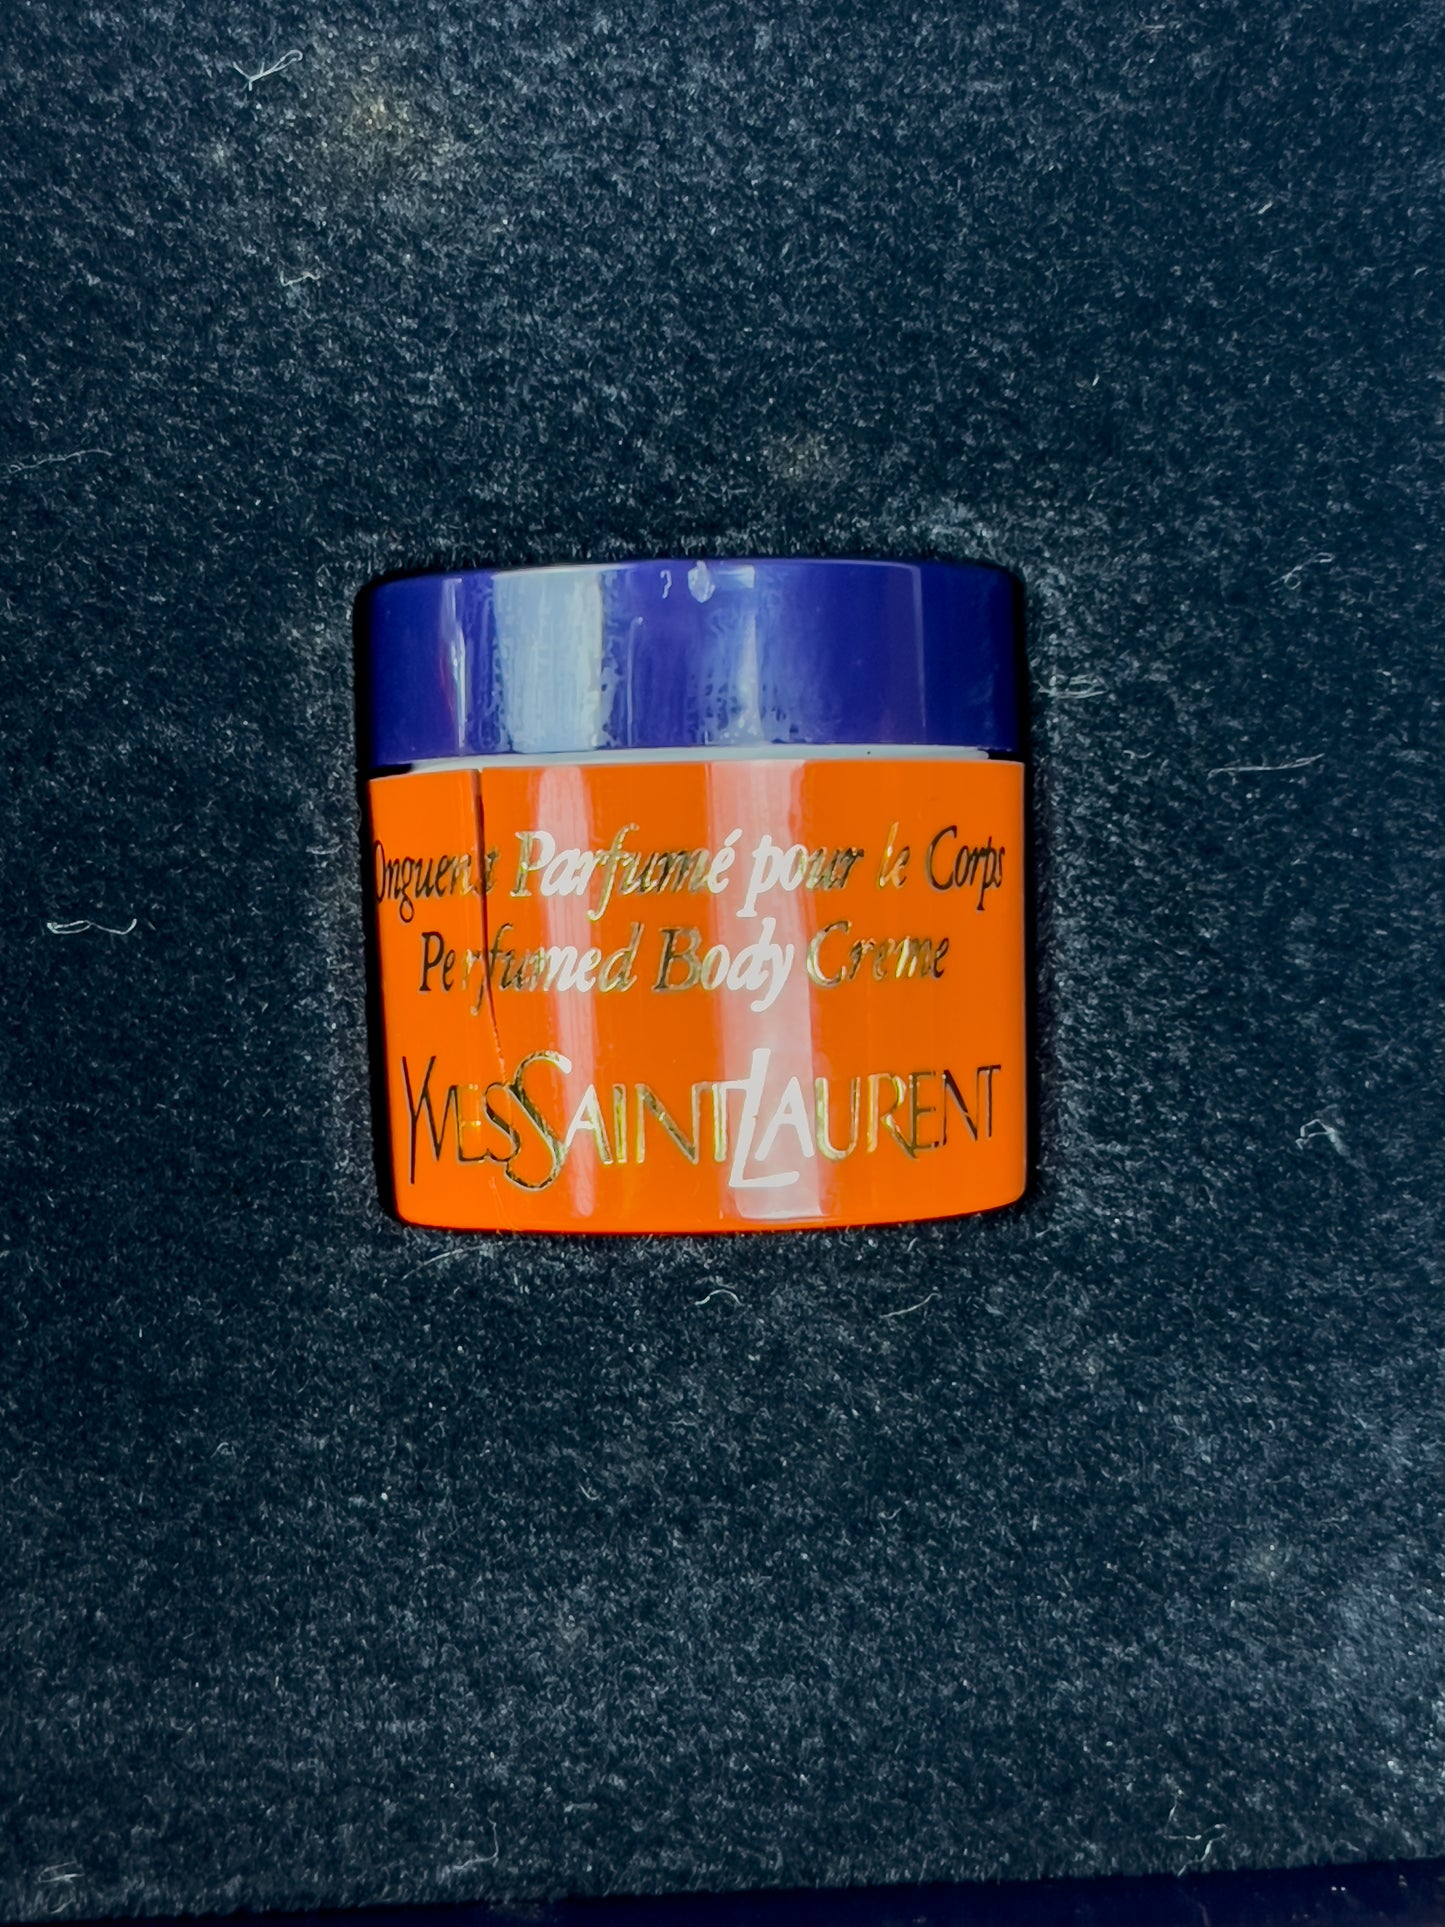 Onguent Parfumé pour le Corps
Perfumed Body Creme
YVESSAINTLAURENT